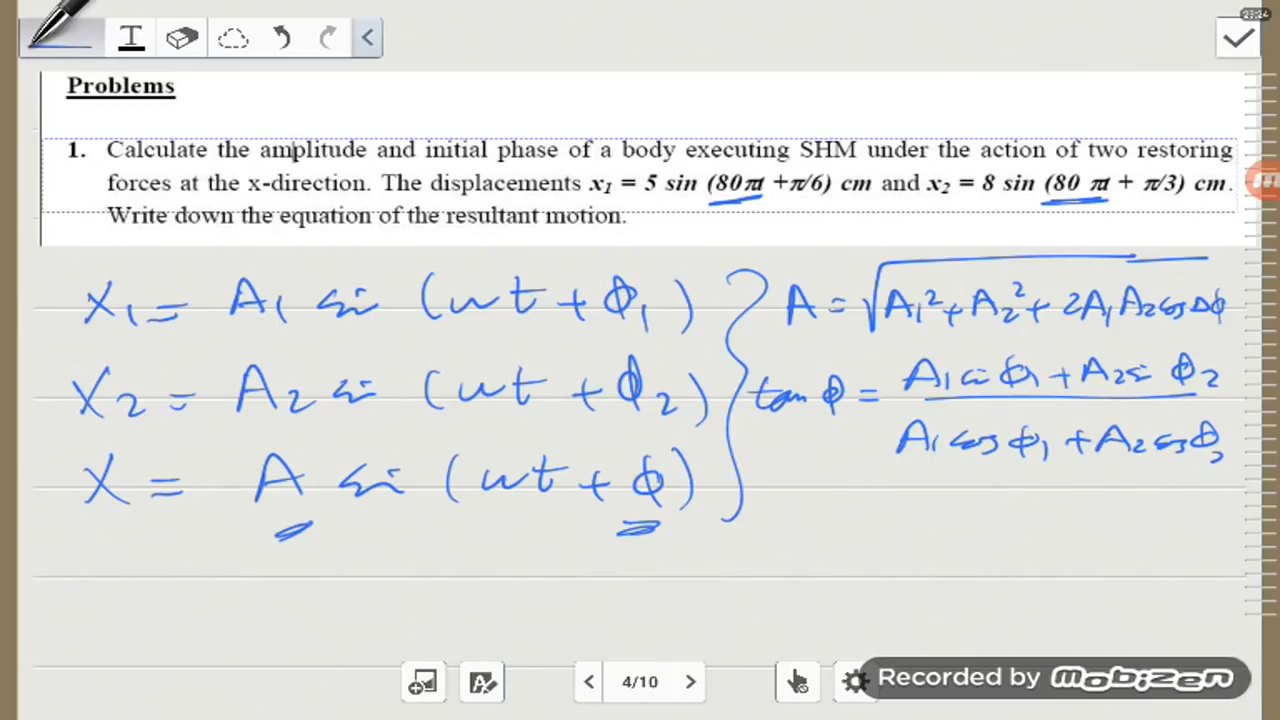 23:24
T
Problems
1. Calculate the amplitude and initial phase of a body executing SHM under the action of two restoring
forces at the x-direction. The displacements x₁ = 5 sin (80πt +π/6) cm and x₂ = 8 sin (80 πt + π/3) cm.
Write down the equation of the resultant motion.
X₁ = A₁ sin (ωt + ϕ₁)
X₂ = A₂ sin (ωt + ϕ₂)
X = A sin (ωt + ϕ)
A = √A₁² + A₂² + 2A₁A₂ cos Δϕ
tan ϕ = A₁ sin ϕ₁ + A₂ sin ϕ₂
A₁ cos ϕ₁ + A₂ cos ϕ₂
4/10
Recorded by mobizen